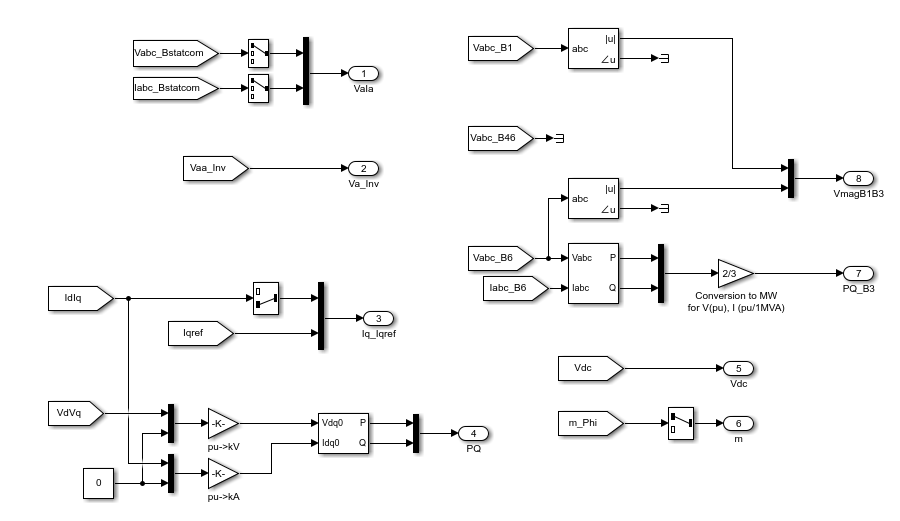 Vabc_Bstatcom
Iabc_Bstatcom
1
VaIa
Vaa_Inv
2
Va_Inv
IdIq
Iqref
3
Iq_Iqref
VdVq
0
-K-
pu->kV
-K-
pu->kA
Vdq0
P
Idq0
Q
4
PQ
Vabc_B1
abc
|u|
∠u
Vabc_B46
abc
|u|
∠u
8
VmagB1B3
Vabc_B6
Iabc_B6
Vabc
P
Iabc
Q
2/3
Conversion to MW
for V(pu), I (pu/1MVA)
7
PQ_B3
Vdc
5
Vdc
m_Phi
6
m